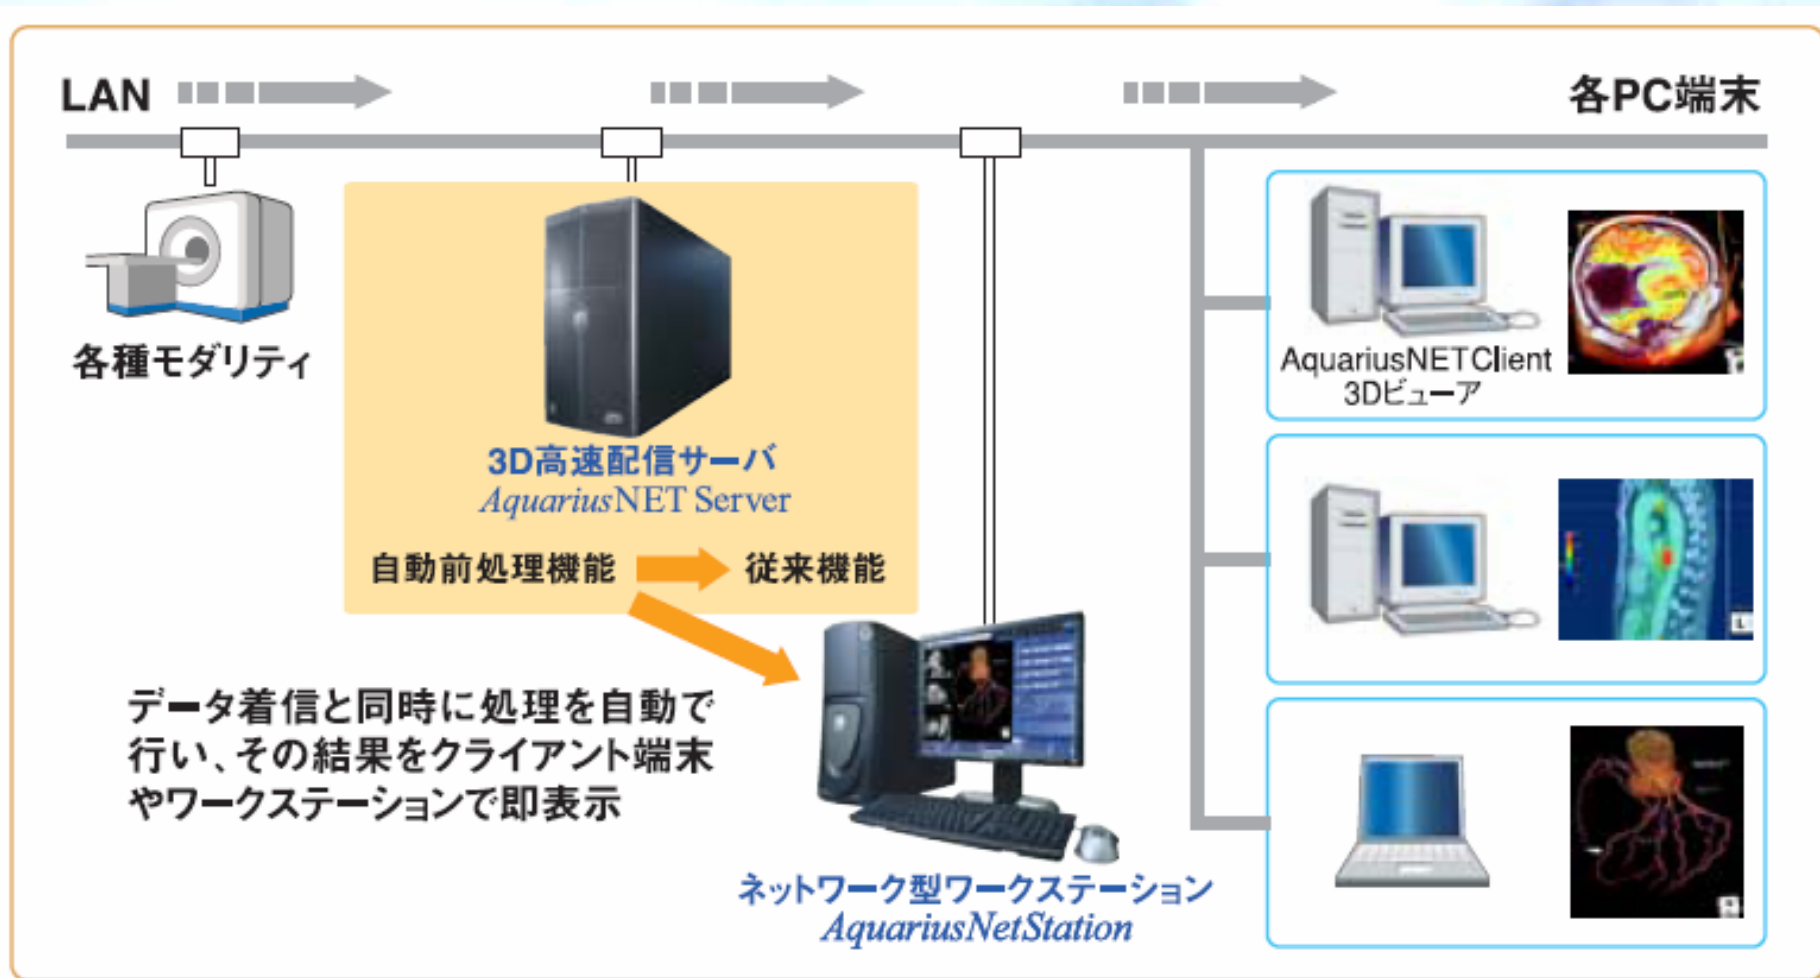 LAN
各PC端末
各種モダリティ
3D高速配信サーバ
AquariusNET Server
自動前処理機能
従来機能
データ着信と同時に処理を自動で
行い、その結果をクライアント端末
やワークステーションで即表示
ネットワーク型ワークステーション
AquariusNetStation
AquariusNETClient
3Dビューア
L